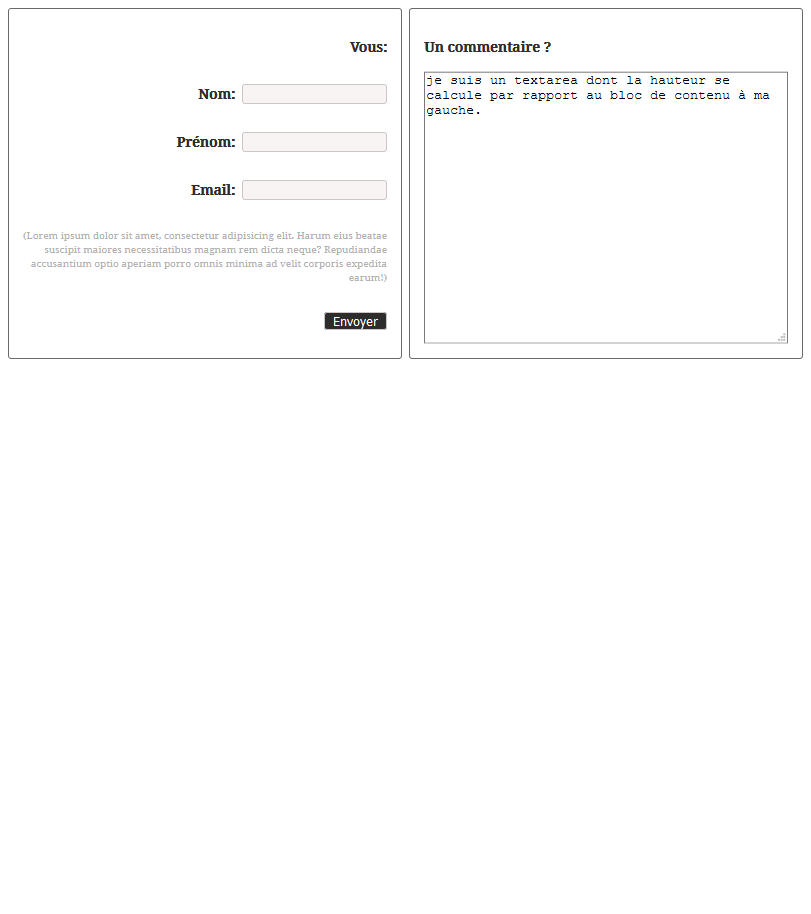 Vous:
Nom:
Prénom:
Email:
(Lorem ipsum dolor sit amet, consectetur adipisicing elit. Harum eius beatae
suscipit maiores necessitatibus magnam rem dicta neque? Repudiandae
accusantium optio aperiam porro omnis minima ad velit corporis expedita
earum!)
Envoyer
Un commentaire ?
je suis un textarea dont la hauteur se
calcule par rapport au bloc de contenu à ma
gauche.